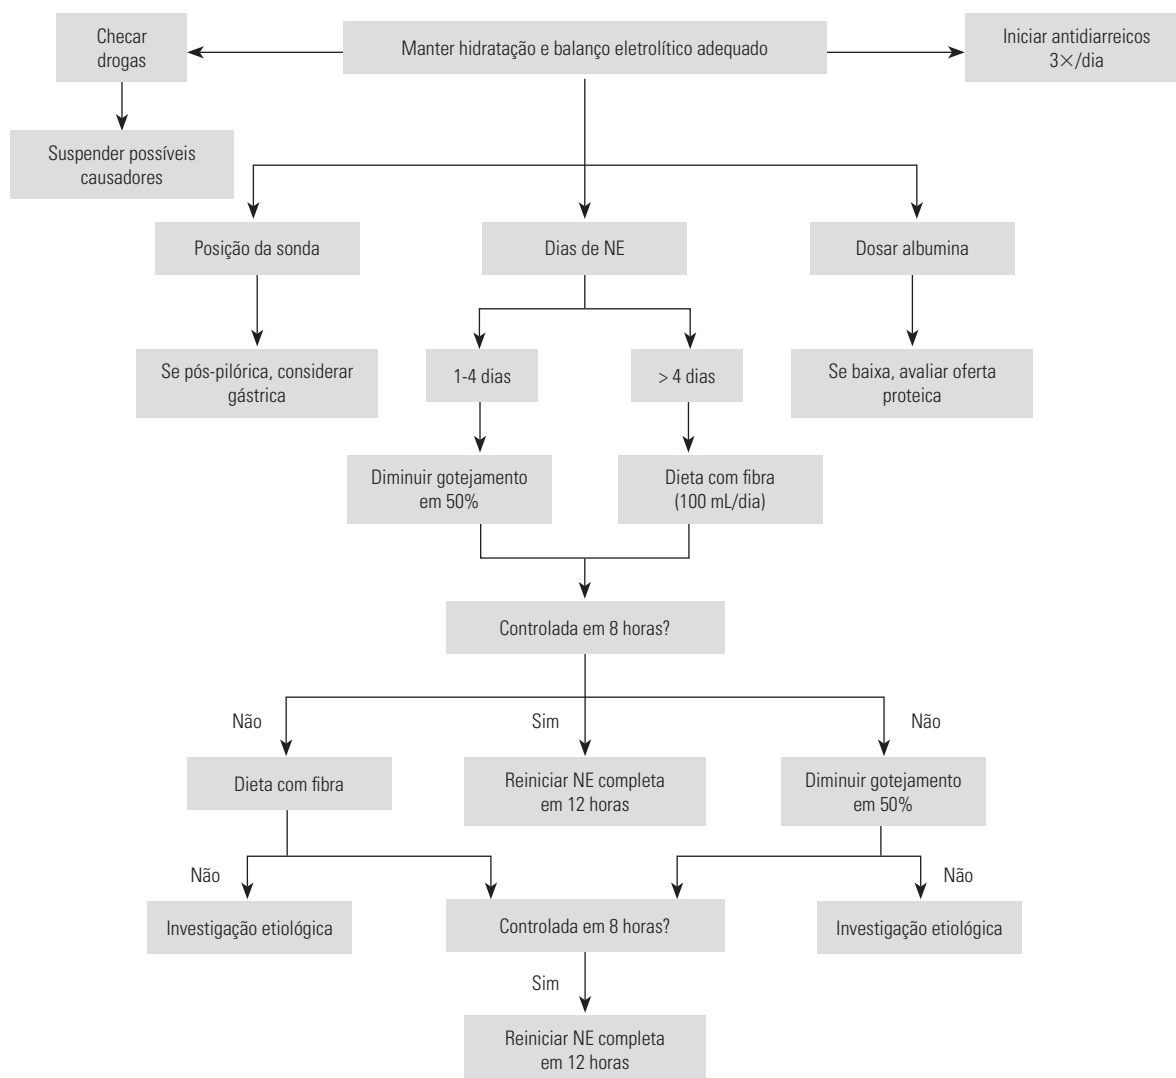 Checar
drogas
Manter hidratação e balanço eletrolítico adequado
Iniciar antidiarreicos
3×/dia
Suspender possíveis
causadores
Posição da sonda
Dias de NE
Dosar albumina
Se pós-pilórica, considerar
gástrica
1-4 dias
> 4 dias
Se baixa, avaliar oferta
proteica
Diminuir gotejamento
em 50%
Dieta com fibra
(100 mL/dia)
Controlada em 8 horas?
Não
Sim
Não
Dieta com fibra
Reiniciar NE completa
em 12 horas
Diminuir gotejamento
em 50%
Não
Não
Investigação etiológica
Controlada em 8 horas?
Investigação etiológica
Sim
Reiniciar NE completa
em 12 horas